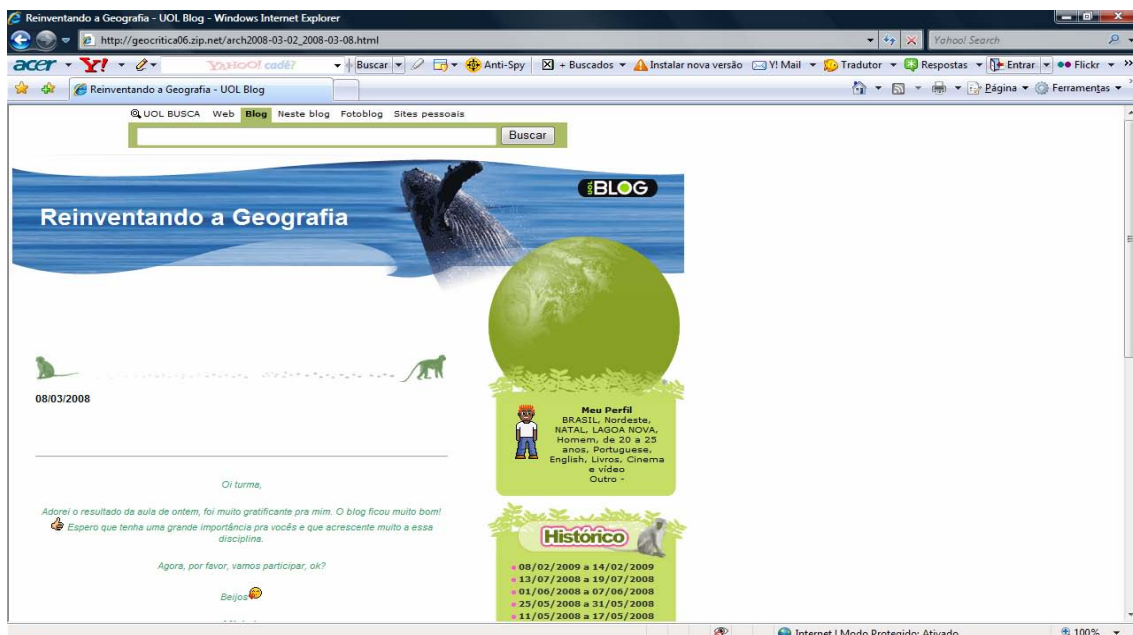 Reinventando a Geografia - UOL Blog - Windows Internet Explorer
http://geocritica06.zip.net/arch2008-03-02_2008-03-08.html
Yahoo! Search
acer Y! YAHOO! cadê? Buscar Anti-Spy + Buscados Instalar nova versão Y! Mail Tradutor Respostas Entrar Flickr
Reinventando a Geografia - UOL Blog
Página Ferramentas
UOL BUSCA Web Blog Neste blog Fotoblog Sites pessoais
Buscar
UOL BLOG
Reinventando a Geografia
08/03/2008
Oi turma,
Adorei o resultado da aula de ontem, foi muito gratificante pra mim. O blog ficou muito bom!
Espero que tenha uma grande importância pra vocês e que acrescente muito a essa
disciplina.
Agora, por favor, vamos participar, ok?
Beijos
Meu Perfil
BRASIL, Nordeste,
NATAL, LAGOA NOVA,
Homem, de 20 a 25
anos, Portuguese,
English, Livros, Cinema
e vídeo
Outro -
Histórico
08/02/2009 a 14/02/2009
13/07/2008 a 19/07/2008
01/06/2008 a 07/06/2008
25/05/2008 a 31/05/2008
11/05/2008 a 17/05/2008
Internet | Modo Protegido: Ativado
100%